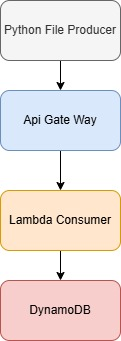 Python File Producer
Api Gate Way
Lambda Consumer
DynamoDB